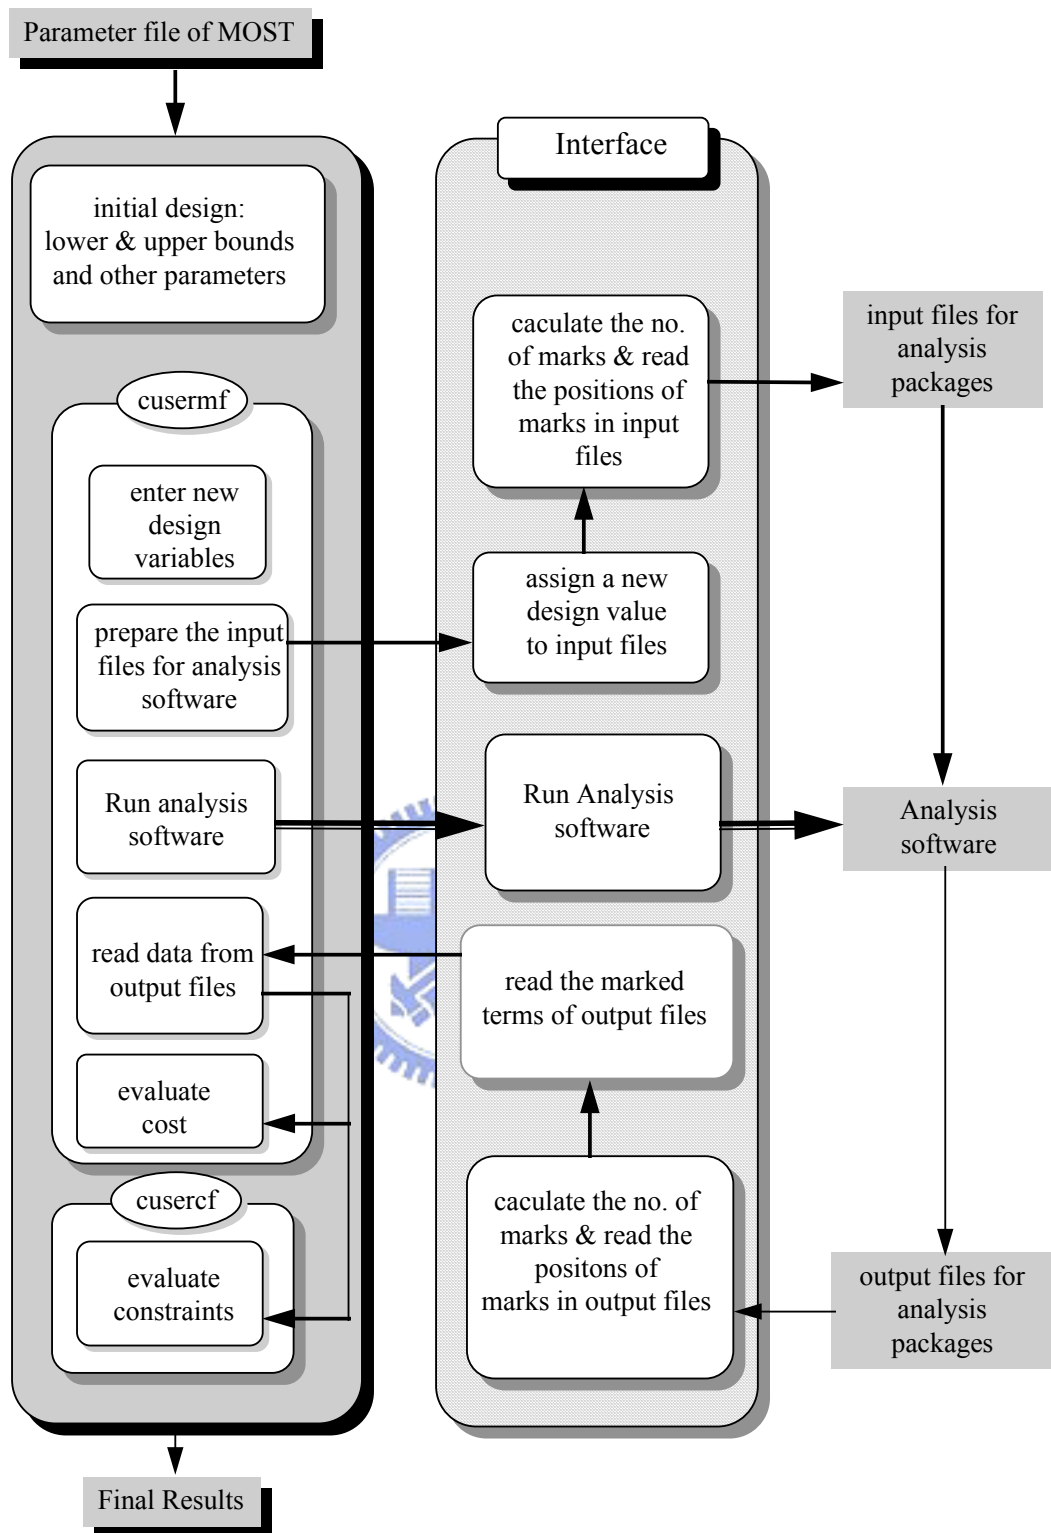 Parameter file of MOST
initial design:
lower & upper bounds
and other parameters
cusermf
enter new
design
variables
prepare the input
files for analysis
software
Run analysis
software
read data from
output files
evaluate
cost
cusercf
evaluate
constraints
Final Results
Interface
caculate the no.
of marks & read
the positions of
marks in input
files
assign a new
design value
to input files
Run Analysis
software
read the marked
terms of output files
caculate the no. of
marks & read the
positons of
marks in output files
input files for
analysis
packages
Analysis
software
output files for
analysis
packages